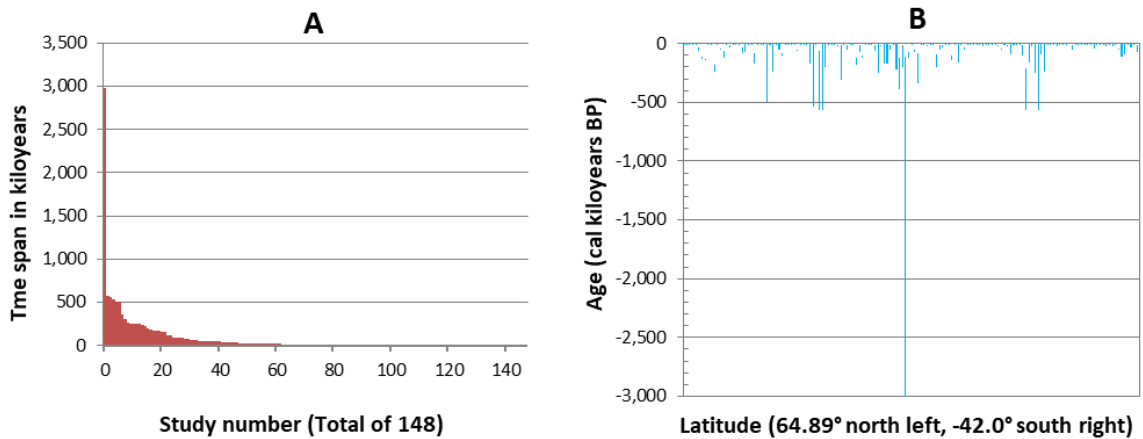 A
Tme span in kiloyears
3,500
3,000
2,500
2,000
1,500
1,000
500
0
0 20 40 60 80 100 120 140
Study number (Total of 148)
B
Age (cal kiloyears BP)
0
-500
-1,000
-1,500
-2,000
-2,500
-3,000
Latitude (64.89° north left, -42.0° south right)